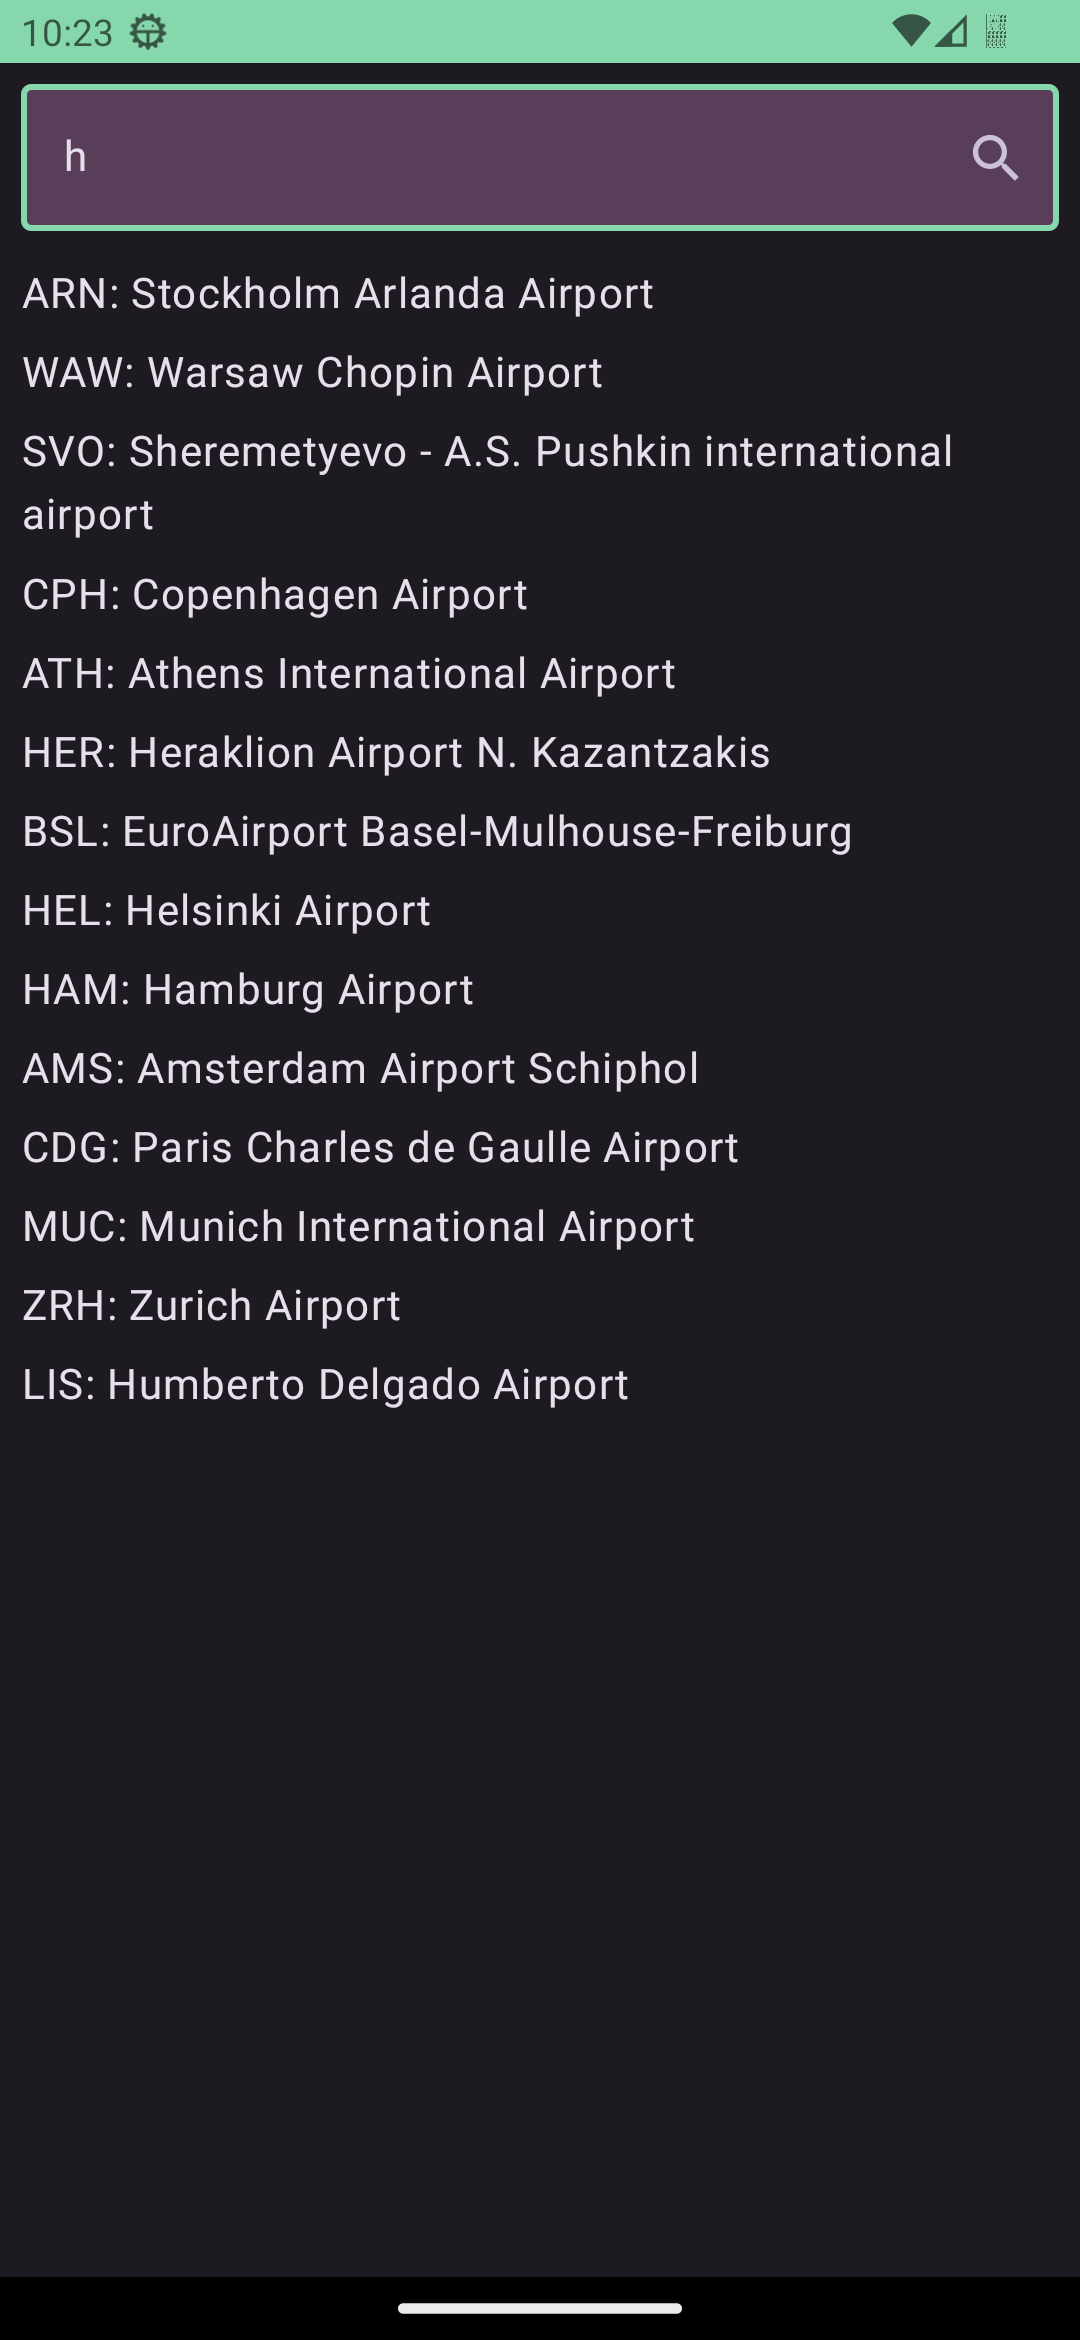 10:23
h
ARN: Stockholm Arlanda Airport
WAW: Warsaw Chopin Airport
SVO: Sheremetyevo - A.S. Pushkin international
airport
CPH: Copenhagen Airport
ATH: Athens International Airport
HER: Heraklion Airport N. Kazantzakis
BSL: EuroAirport Basel-Mulhouse-Freiburg
HEL: Helsinki Airport
HAM: Hamburg Airport
AMS: Amsterdam Airport Schiphol
CDG: Paris Charles de Gaulle Airport
MUC: Munich International Airport
ZRH: Zurich Airport
LIS: Humberto Delgado Airport